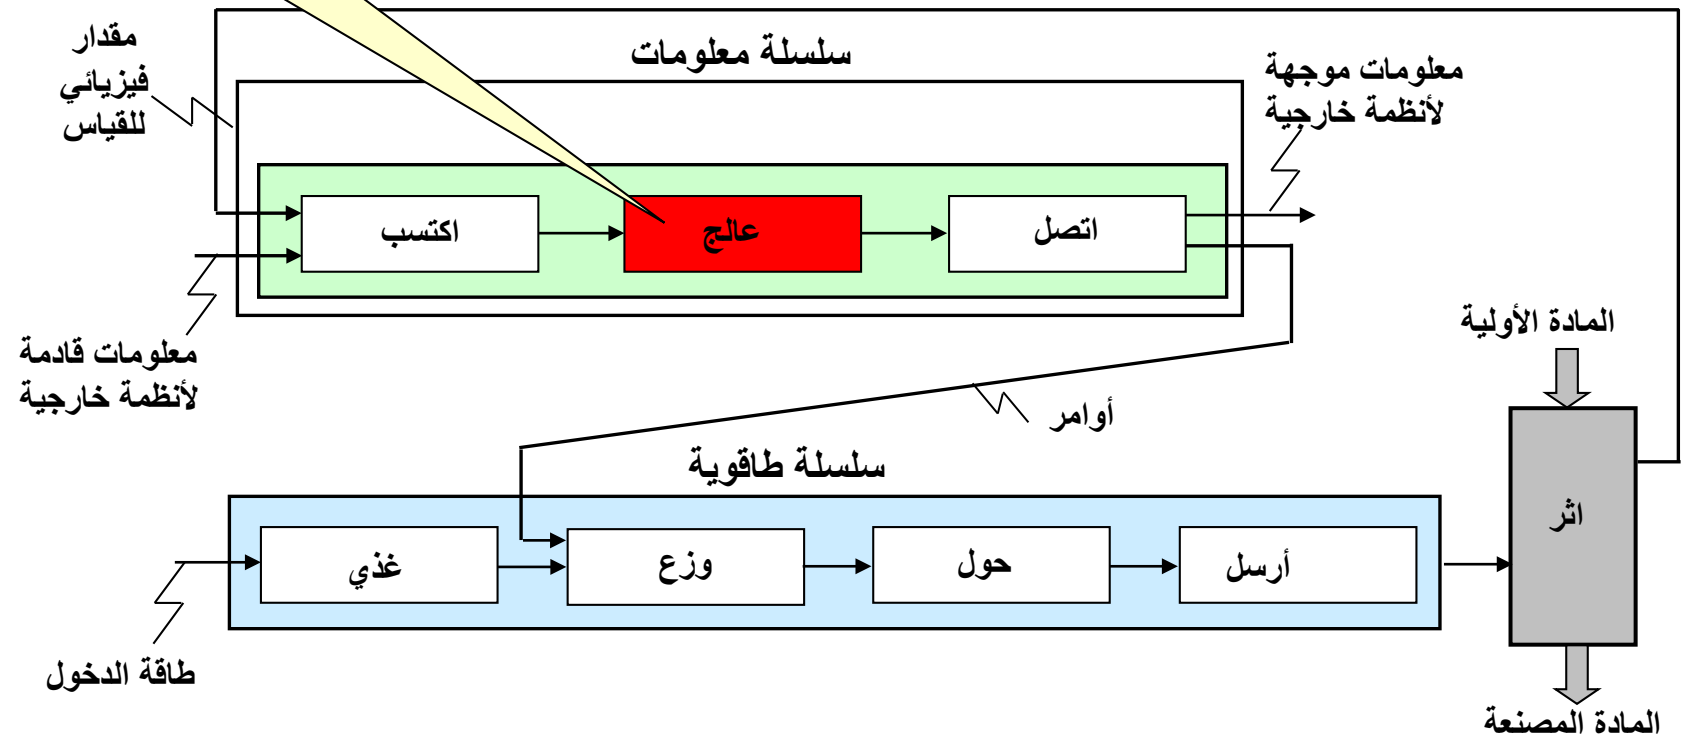 سلسلة معلومات
مقدار
فيزيائي
للقياس
معلومات موجهة
لأنظمة خارجية
اكتسب
عالج
اتصل
معلومات قادمة
لأنظمة خارجية
المادة الأولية
أوامر
سلسلة طاقوية
غذي
وزع
حول
أرسل
اثر
طاقة الدخول
المادة المصنعة